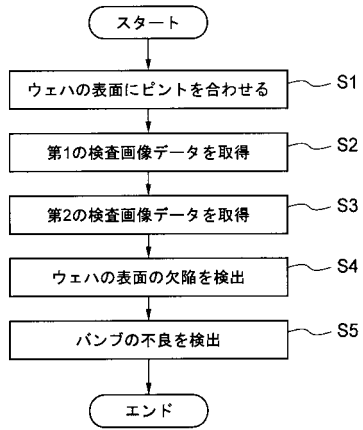 スタート
ウェハの表面にピントを合わせる
S1
第1の検査画像データを取得
S2
第2の検査画像データを取得
S3
ウェハの表面の欠陥を検出
S4
バンプの不良を検出
S5
エンド